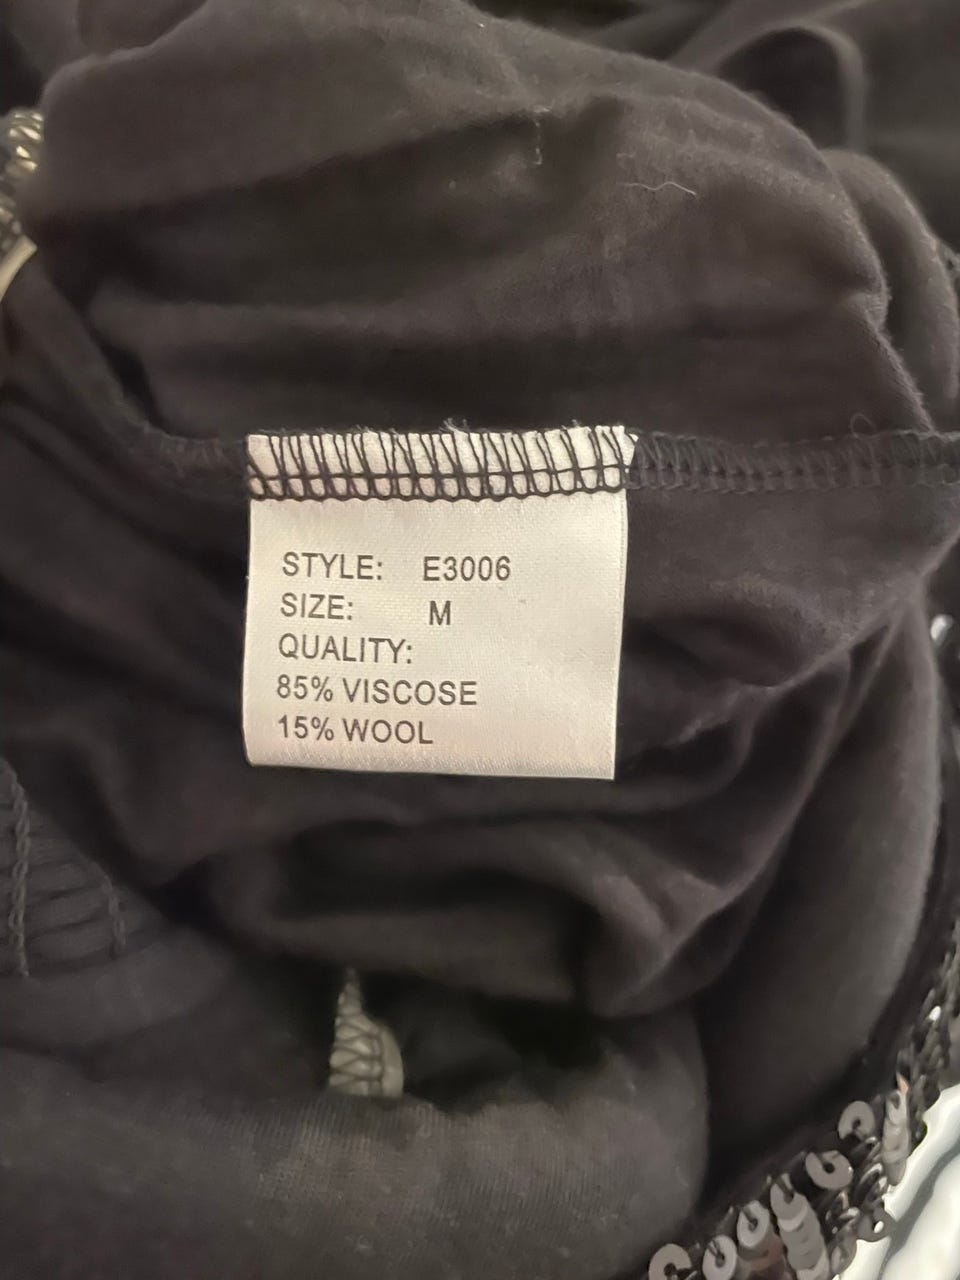 STYLE: E3006
SIZE: M
QUALITY:
85% VISCOSE
15% WOOL